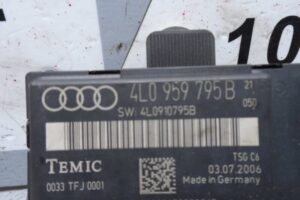 10
4L0 959 795B 21
050
SW: 4L0910795B
TEMIC
TSG C6
03.07.2006
0033 TFJ 0001
Made in Germany